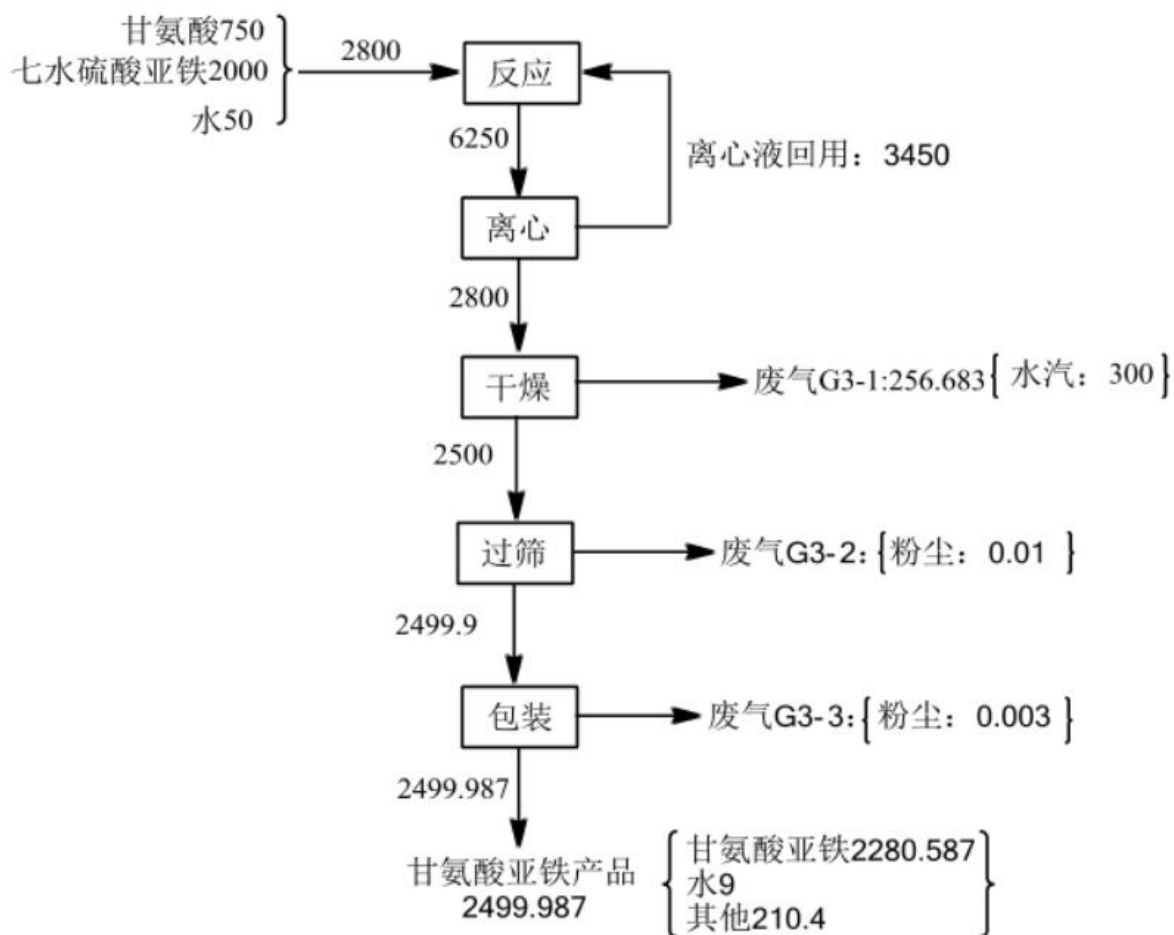 甘氨酸750
七水硫酸亚铁2000
水50
2800
反应
6250
离心液回用：3450
离心
2800
干燥
废气G3-1:256.683{水汽：300}
2500
过筛
废气G3-2:{粉尘：0.01}
2499.9
包装
废气G3-3:{粉尘：0.003}
2499.987
甘氨酸亚铁产品
2499.987
甘氨酸亚铁2280.587
水9
其他210.4